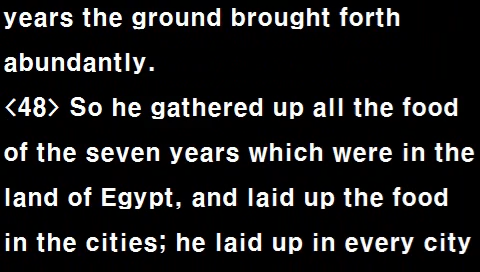 years the ground brought forth
abundantly.
<48> So he gathered up all the food
of the seven years which were in the
land of Egypt, and laid up the food
in the cities; he laid up in every city